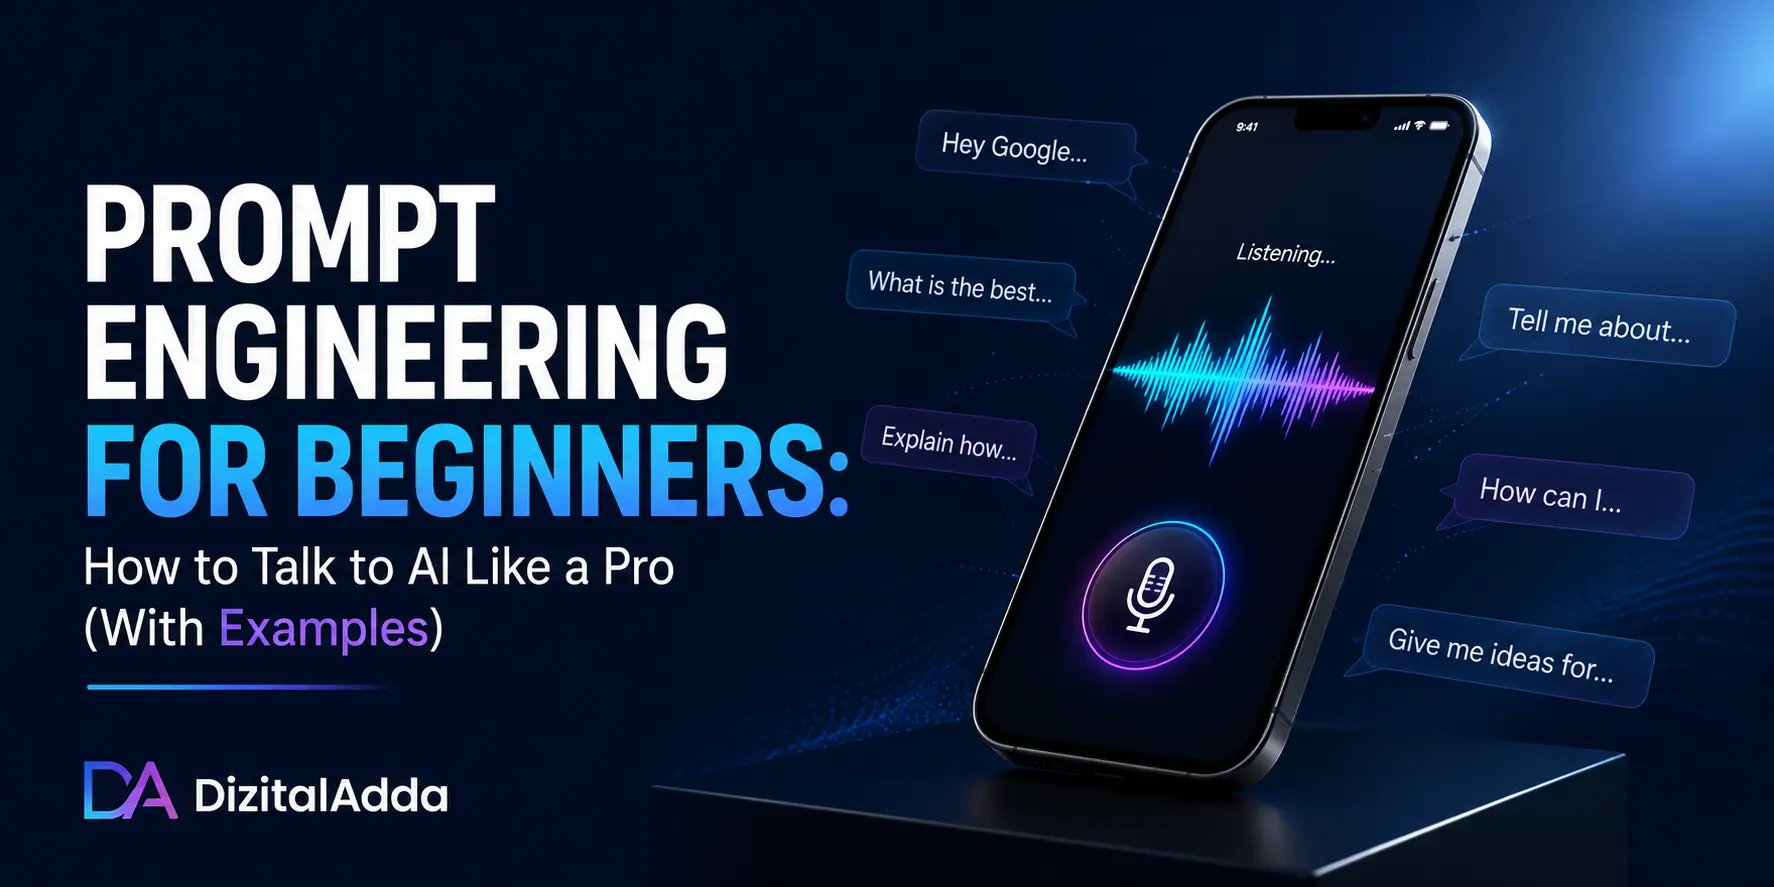 PROMPT
ENGINEERING
FOR BEGINNERS:
How to Talk to AI Like a Pro
(With Examples)
DA DizitalAdda
Hey Google...
What is the best...
Explain how...
9:41
Listening...
Tell me about...
How can I...
Give me ideas for...